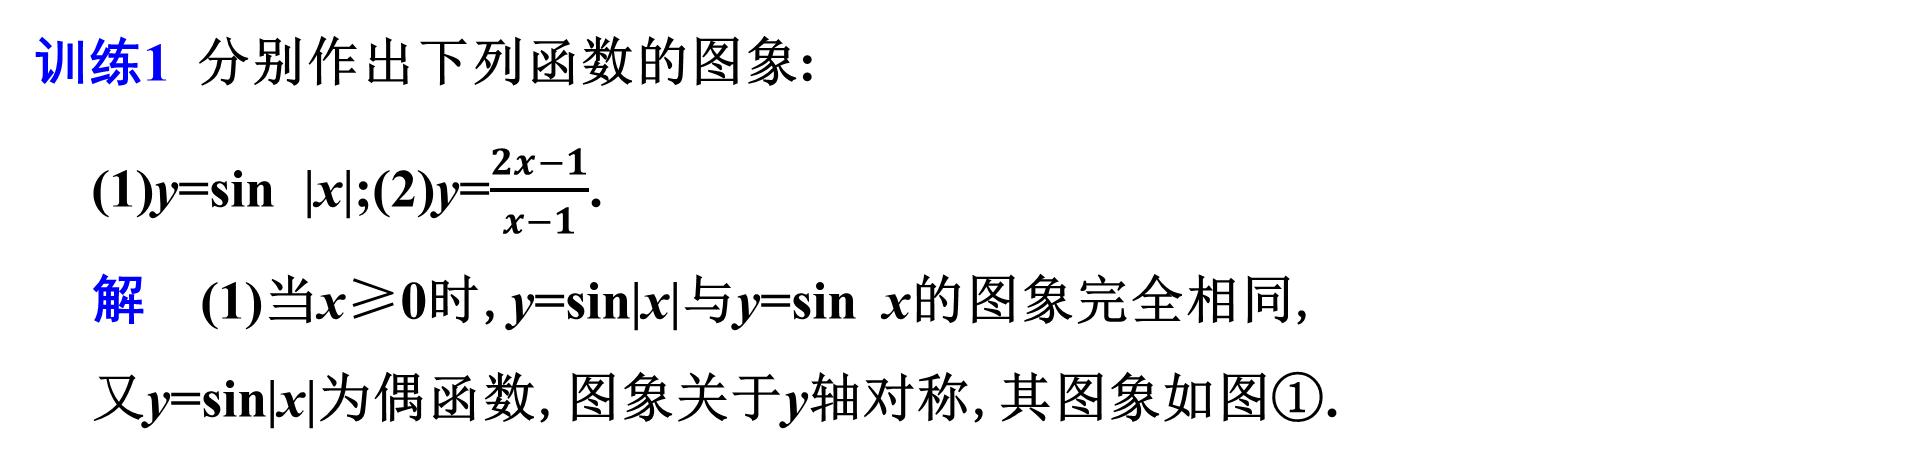 训练1 分别作出下列函数的图象:
(1)y=sin |x|;(2)y=\frac{2x-1}{x-1}.
解 (1)当x≥0时,y=sin|x|与y=sin x的图象完全相同,
又y=sin|x|为偶函数,图象关于y轴对称,其图象如图①.